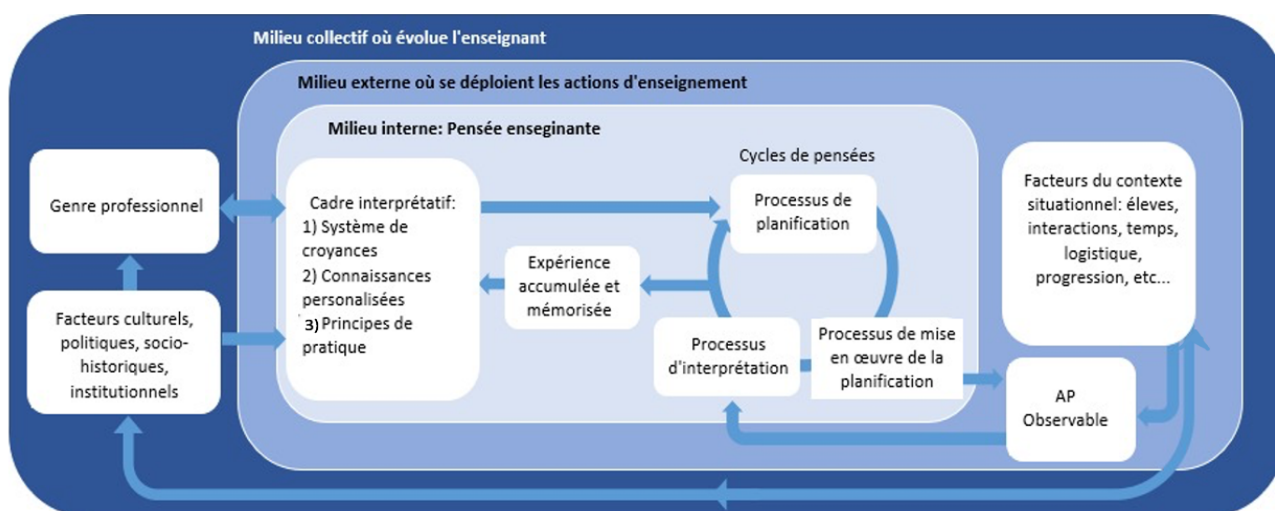 Milieu collectif où évolue l'enseignant
Milieu externe où se déploient les actions d'enseignement
Milieu interne: Pensée enseginante
Genre professionnel
Facteurs culturels,
politiques, socio-
historiques,
institutionnels
Cadre interprétatif:
1) Système de
croyances
2) Connaissances
personalisées
3) Principes de
pratique
Expérience
accumulée et
mémorisée
Cycles de pensées
Processus de
planification
Processus
d'interprétation
Processus de mise
en œuvre de la
planification
Facteurs du contexte
situationnel: éleves,
interactions, temps,
logistique,
progression, etc...
AP
Observable